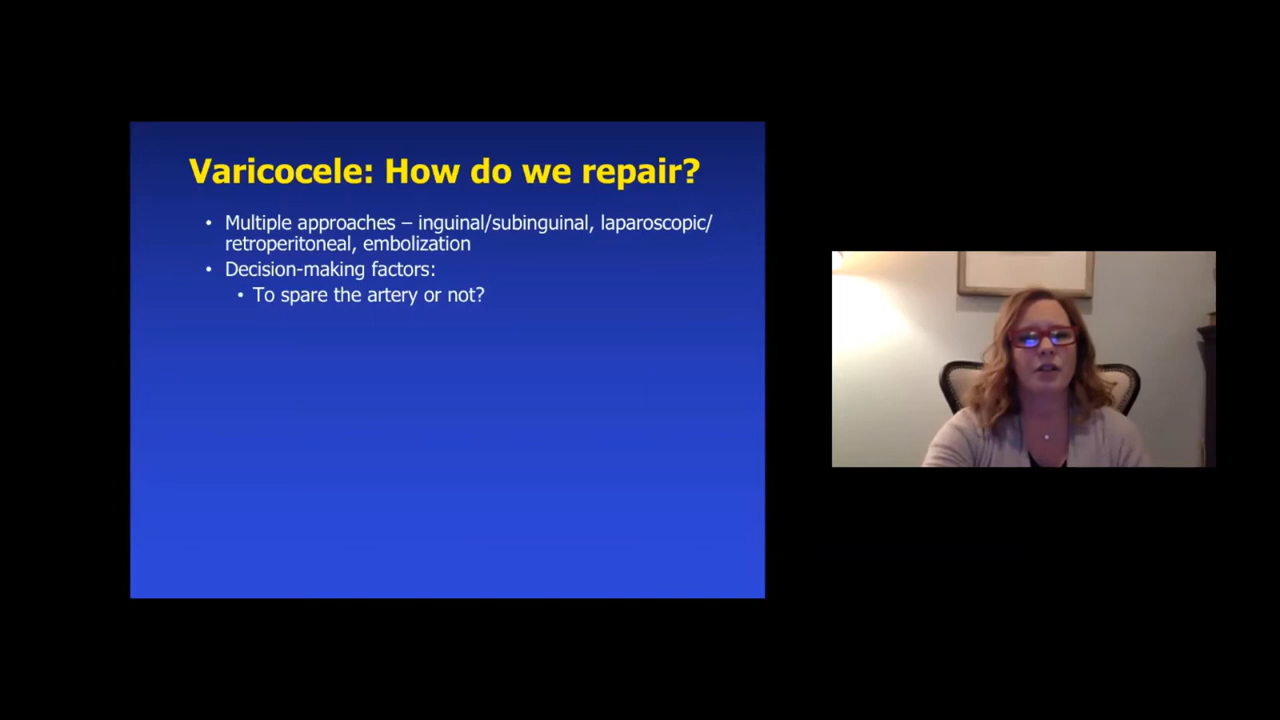 Varicocele: How do we repair?
• Multiple approaches – inguinal/subinguinal, laparoscopic/
retroperitoneal, embolization
• Decision-making factors:
• To spare the artery or not?